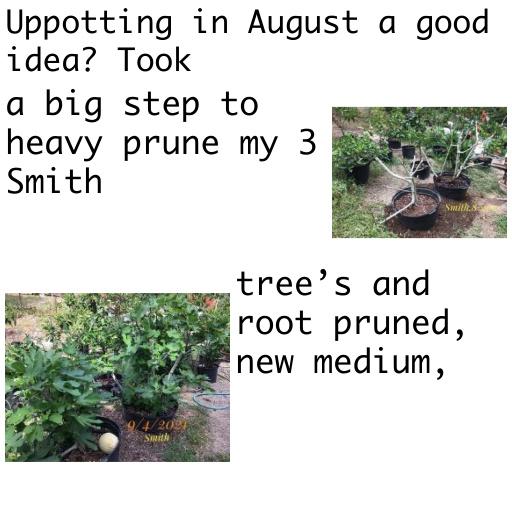 Uppotting in August a good
idea? Took
a big step to
heavy prune my 3
Smith
tree’s and
root pruned,
new medium,
9/4/2021
Smith